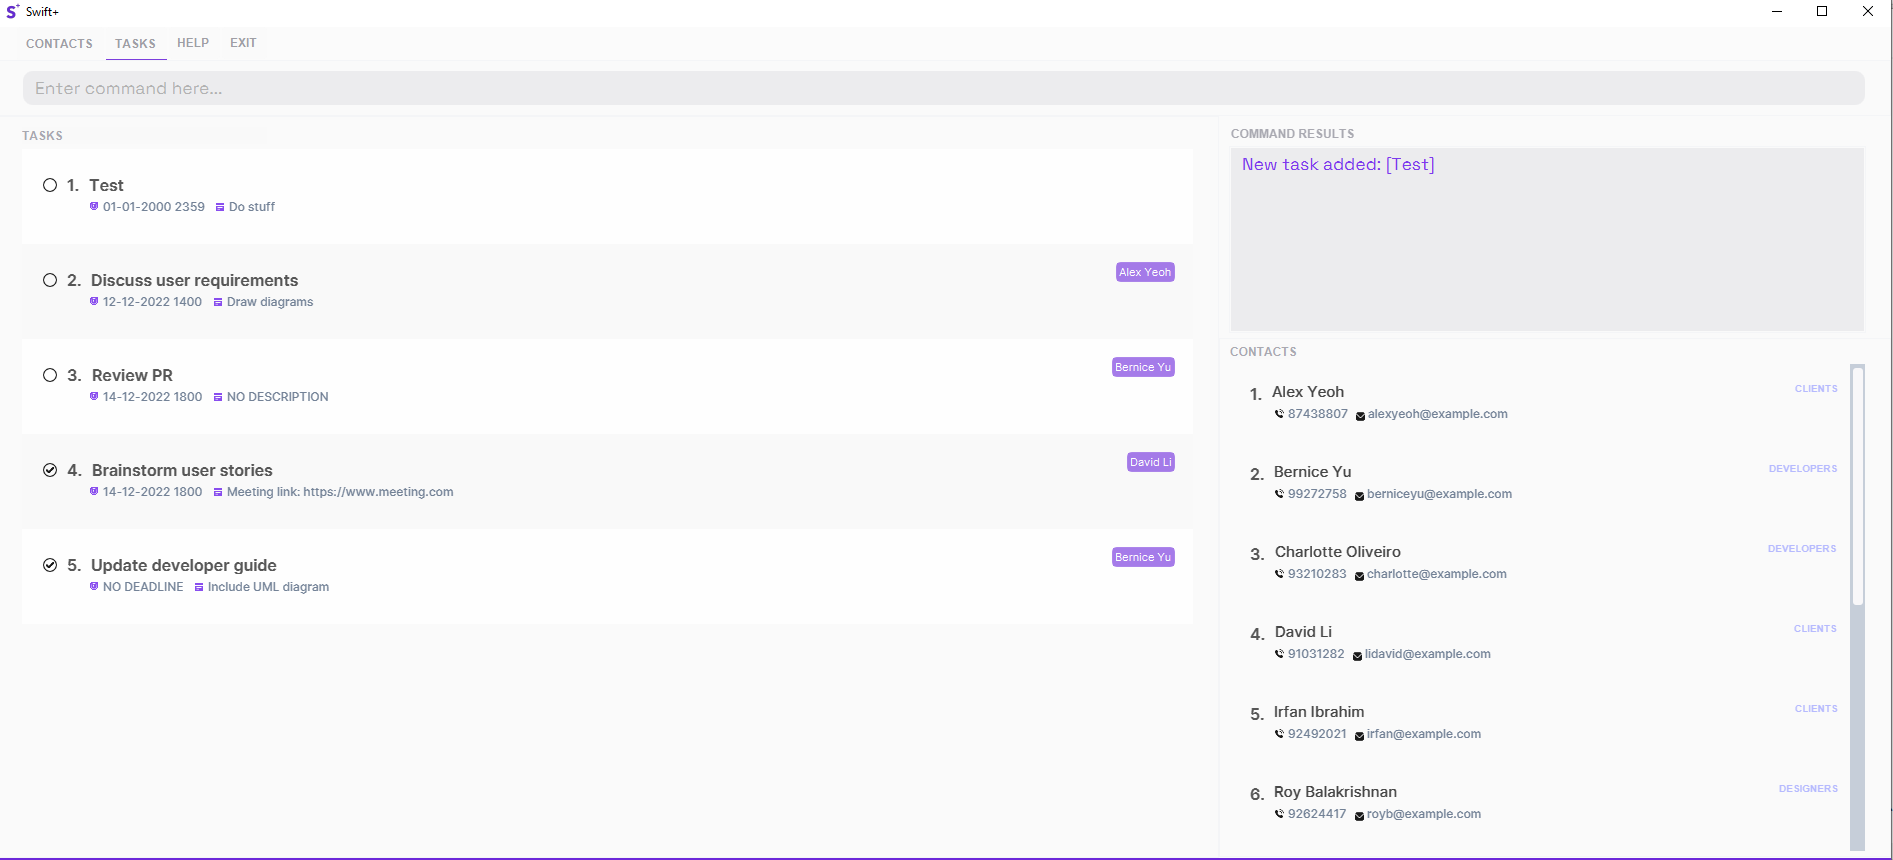 Swift+
CONTACTS TASKS HELP EXIT
Enter command here...
TASKS
1. Test
01-01-2000 2359 Do stuff
2. Discuss user requirements
12-12-2022 1400 Draw diagrams
Alex Yeoh
3. Review PR
14-12-2022 1800 NO DESCRIPTION
Bernice Yu
4. Brainstorm user stories
14-12-2022 1800 Meeting link: https://www.meeting.com
David Li
5. Update developer guide
NO DEADLINE Include UML diagram
Bernice Yu
COMMAND RESULTS
New task added: [Test]
CONTACTS
1. Alex Yeoh CLIENTS
87438807 alexyeoh@example.com
2. Bernice Yu DEVELOPERS
99272758 berniceyu@example.com
3. Charlotte Oliveiro DEVELOPERS
93210283 charlotte@example.com
4. David Li CLIENTS
91031282 lidavid@example.com
5. Irfan Ibrahim CLIENTS
92492021 irfan@example.com
6. Roy Balakrishnan DESIGNERS
92624417 royb@example.com